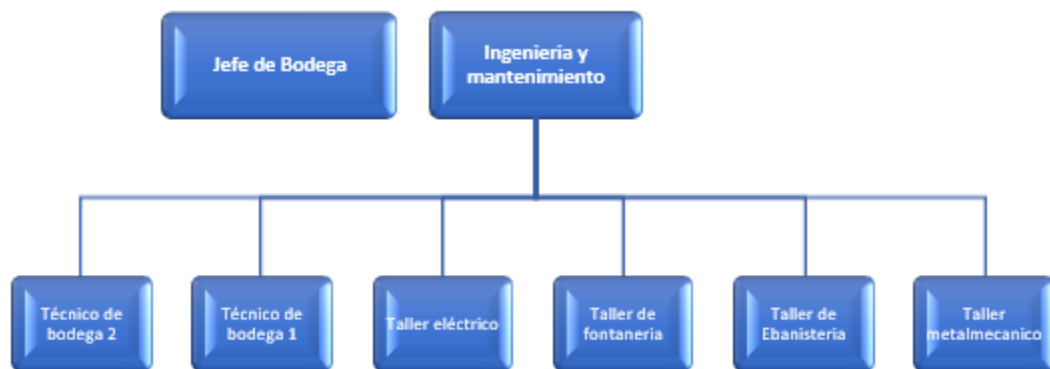 Jefe de Bodega
Ingenieria y
mantenimiento
Técnico de
bodega 2
Técnico de
bodega 1
Taller eléctrico
Taller de
fontaneria
Taller de
Ebanisteria
Taller
metalmecanico